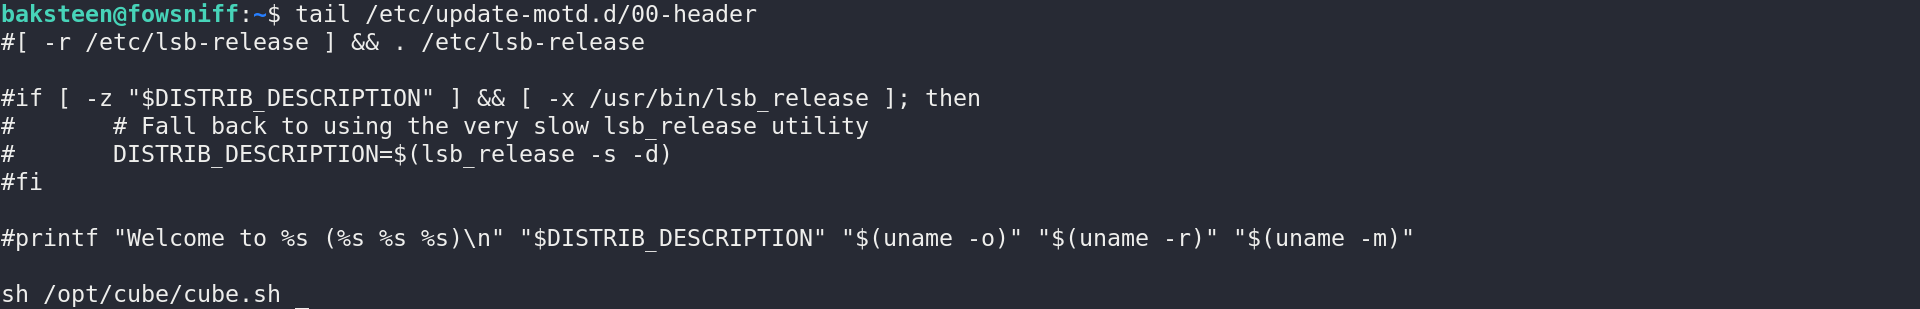 baksteen@fowsniff:~$ tail /etc/update-motd.d/00-header
#[ -r /etc/lsb-release ] && . /etc/lsb-release
#if [ -z "$DISTRIB_DESCRIPTION" ] && [ -x /usr/bin/lsb_release ]; then
#       # Fall back to using the very slow lsb_release utility
#       DISTRIB_DESCRIPTION=$(lsb_release -s -d)
#fi
#printf "Welcome to %s (%s %s %s)\n" "$DISTRIB_DESCRIPTION" "$(uname -o)" "$(uname -r)" "$(uname -m)"
sh /opt/cube/cube.sh